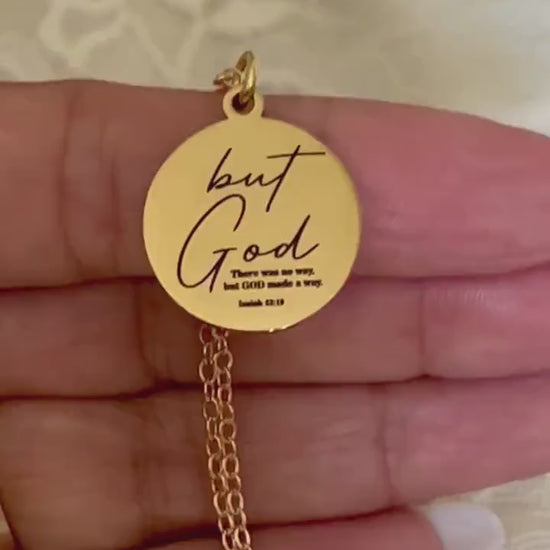 but
God
There was no way,
but GOD made a way.
Isaiah 43:19